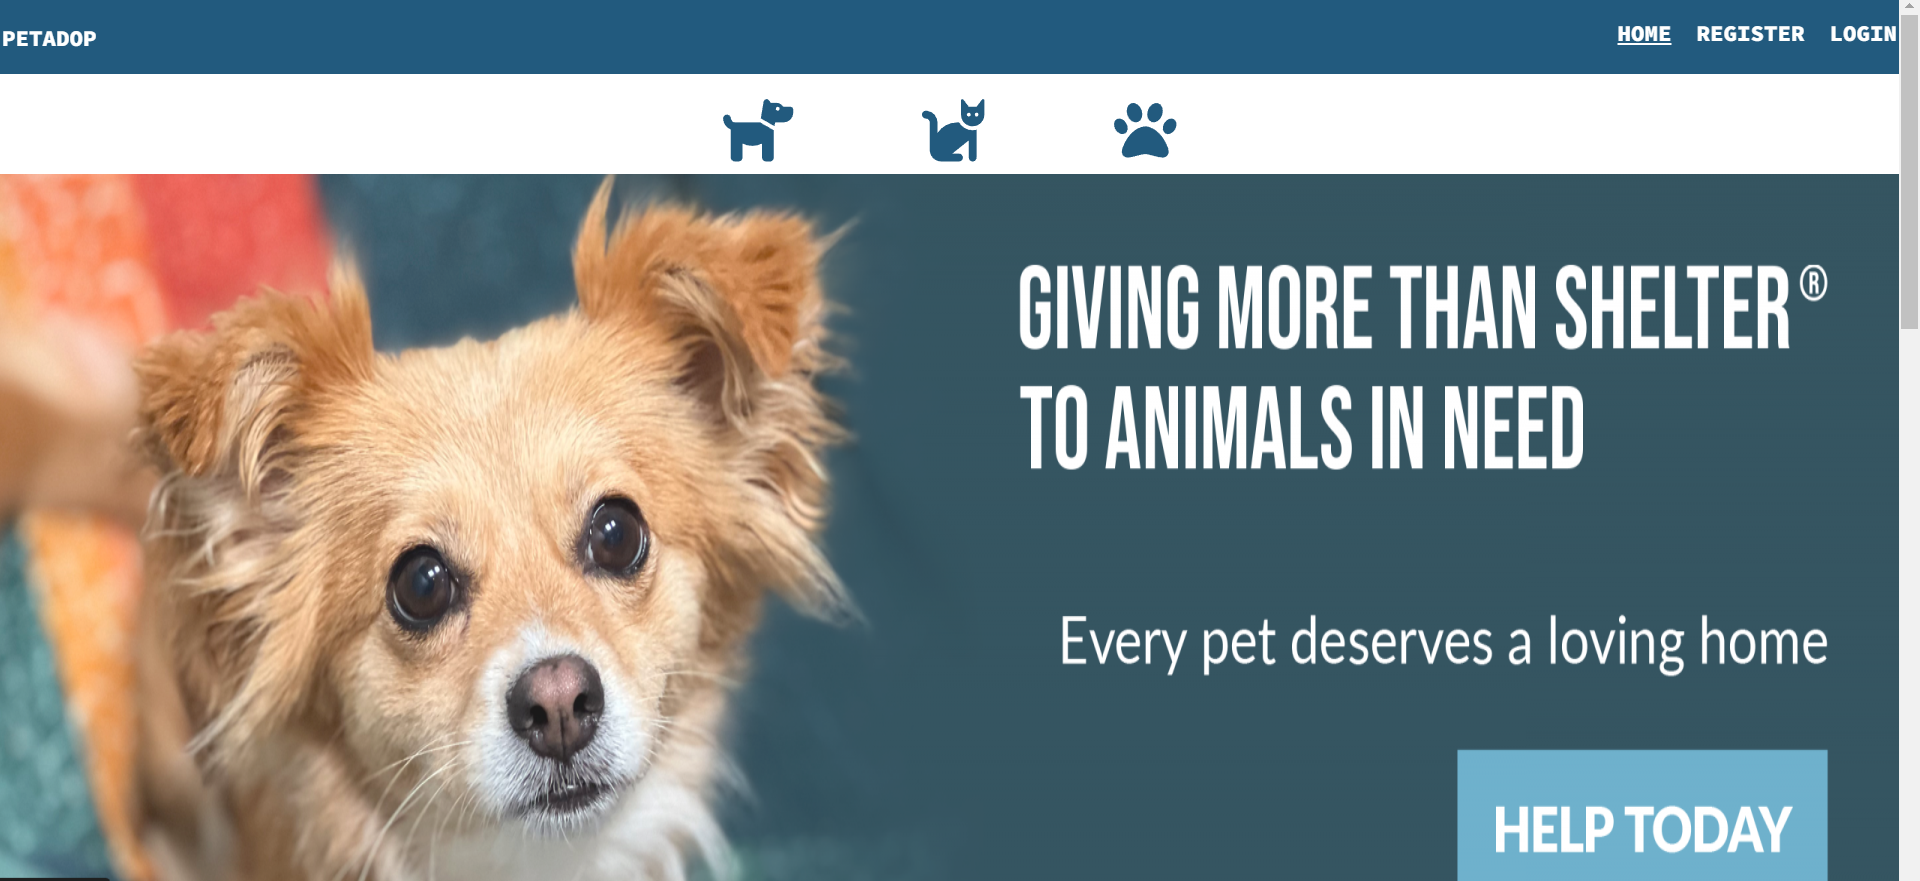 PETADOP
HOME REGISTER LOGIN
GIVING MORE THAN SHELTER®
TO ANIMALS IN NEED
Every pet deserves a loving home
HELP TODAY